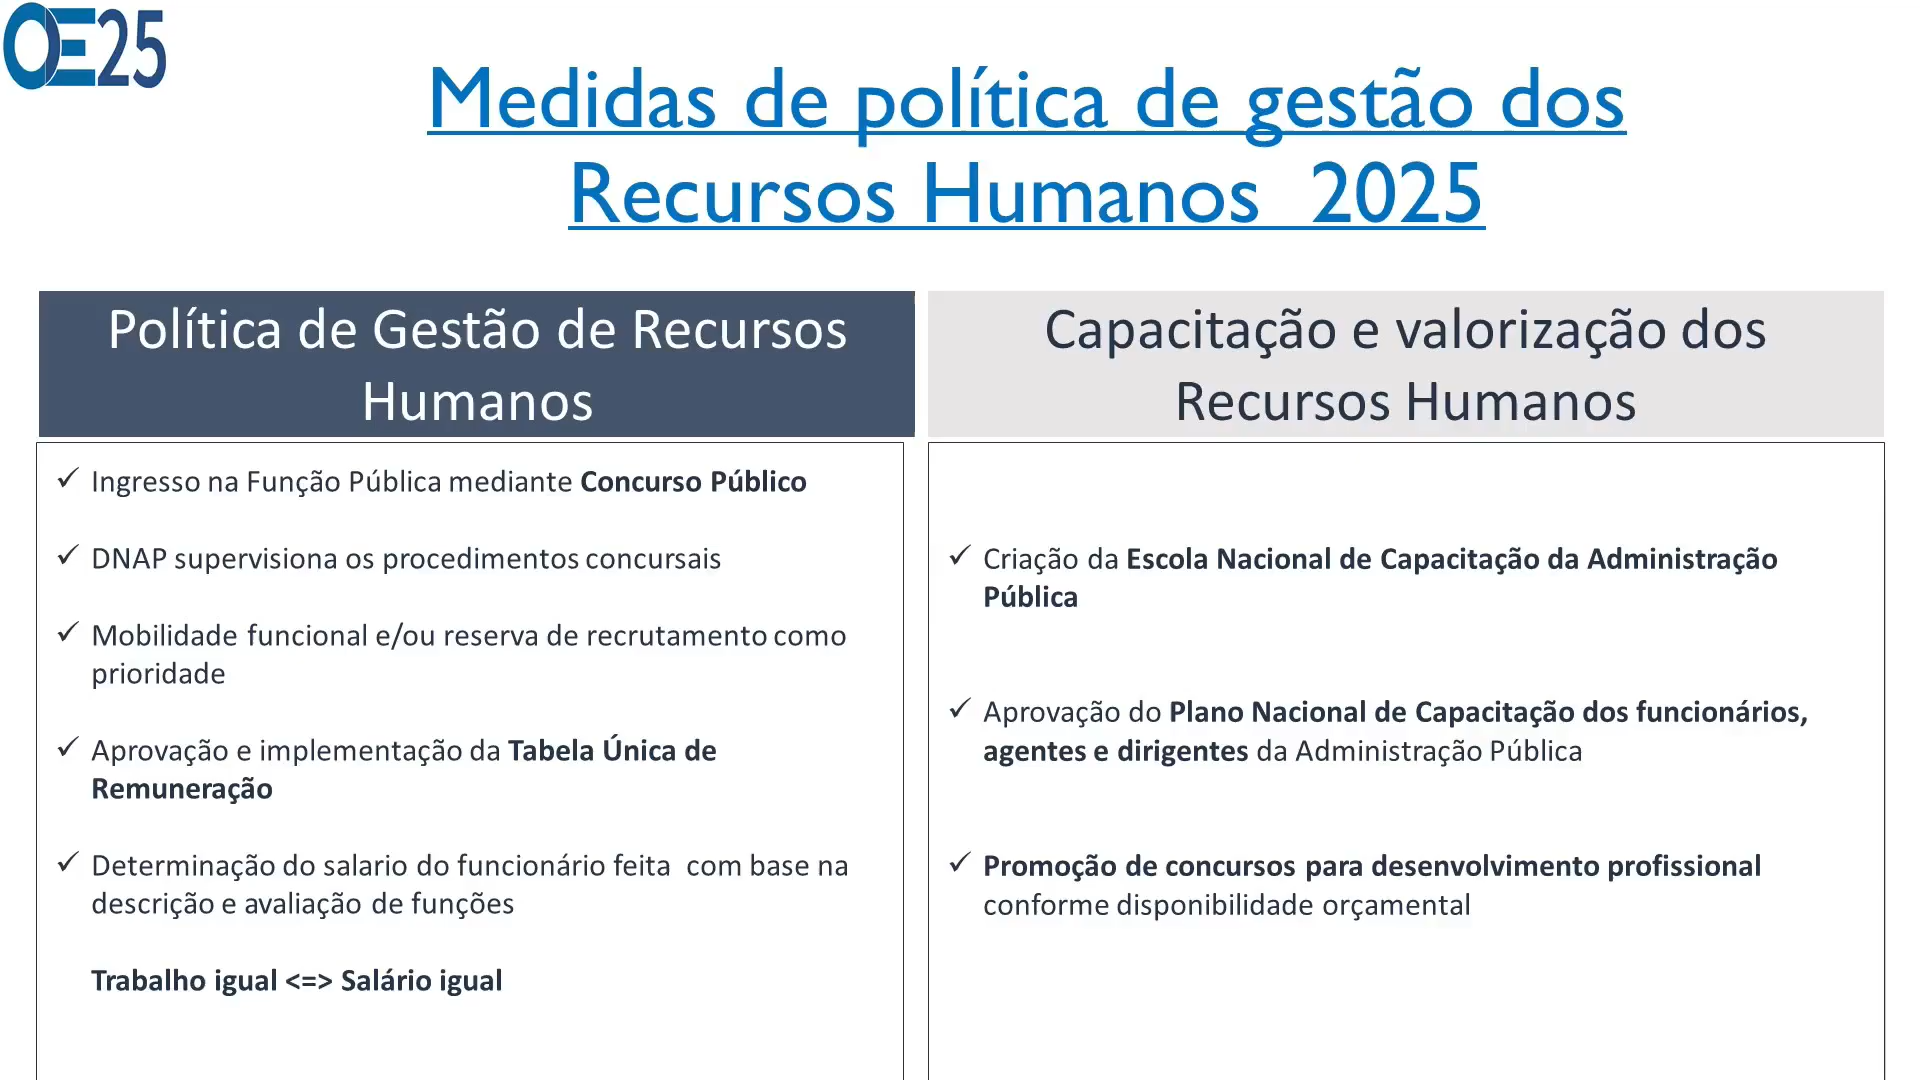 OE25
Medidas de política de gestão dos
Recursos Humanos  2025
Política de Gestão de Recursos
Humanos
✓ Ingresso na Função Pública mediante Concurso Público
✓ DNAP supervisiona os procedimentos concursais
✓ Mobilidade funcional e/ou reserva de recrutamento como
prioridade
✓ Aprovação e implementação da Tabela Única de
Remuneração
✓ Determinação do salario do funcionário feita  com base na
descrição e avaliação de funções
Trabalho igual <=> Salário igual
Capacitação e valorização dos
Recursos Humanos
✓ Criação da Escola Nacional de Capacitação da Administração
Pública
✓ Aprovação do Plano Nacional de Capacitação dos funcionários,
agentes e dirigentes da Administração Pública
✓ Promoção de concursos para desenvolvimento profissional
conforme disponibilidade orçamental